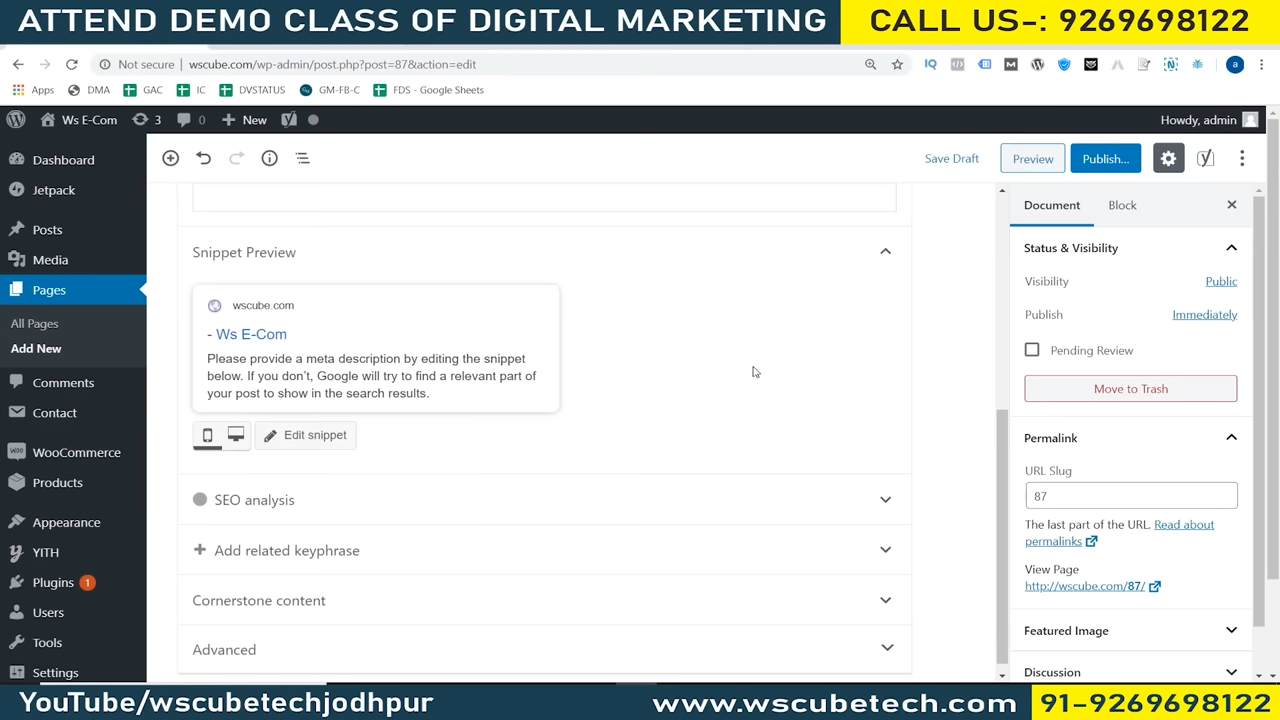 ATTEND DEMO CLASS OF DIGITAL MARKETING
CALL US-: 9269698122
Not secure | wscube.com/wp-admin/post.php?post=87&action=edit
a
Apps
DMA
GAC
IC
DVSTATUS
GM-FB-C
FDS - Google Sheets
Ws E-Com
3
0
New
Howdy, admin
Dashboard
Jetpack
Posts
Media
Pages
All Pages
Add New
Comments
Contact
WooCommerce
Products
Appearance
YITH
Plugins 1
Users
Tools
Settings
Save Draft
Preview
Publish...
Snippet Preview
wscube.com
- Ws E-Com
Please provide a meta description by editing the snippet
below. If you don't, Google will try to find a relevant part of
your post to show in the search results.
Edit snippet
SEO analysis
Add related keyphrase
Cornerstone content
Advanced
Document
Block
Status & Visibility
Visibility
Public
Publish
Immediately
Pending Review
Move to Trash
Permalink
URL Slug
87
The last part of the URL. Read about
permalinks
View Page
http://wscube.com/87/
Featured Image
Discussion
YouTube/wscubetechjodhpur
www.wscubetech.com
91-9269698122